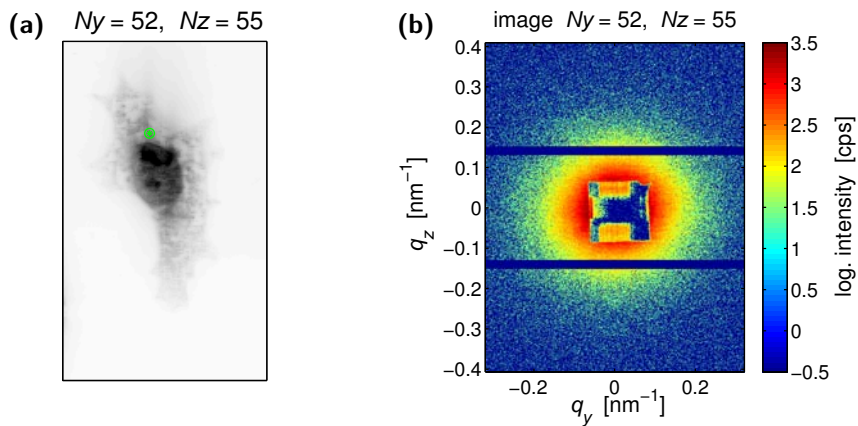 (a)
Ny = 52, Nz = 55
(b)
image Ny = 52, Nz = 55
0.4
0.3
0.2
0.1
0
−0.1
−0.2
−0.3
−0.4
q_z [nm⁻¹]
−0.2 0 0.2
q_y [nm⁻¹]
3.5
3
2.5
2
1.5
1
0.5
0
−0.5
log. intensity [cps]